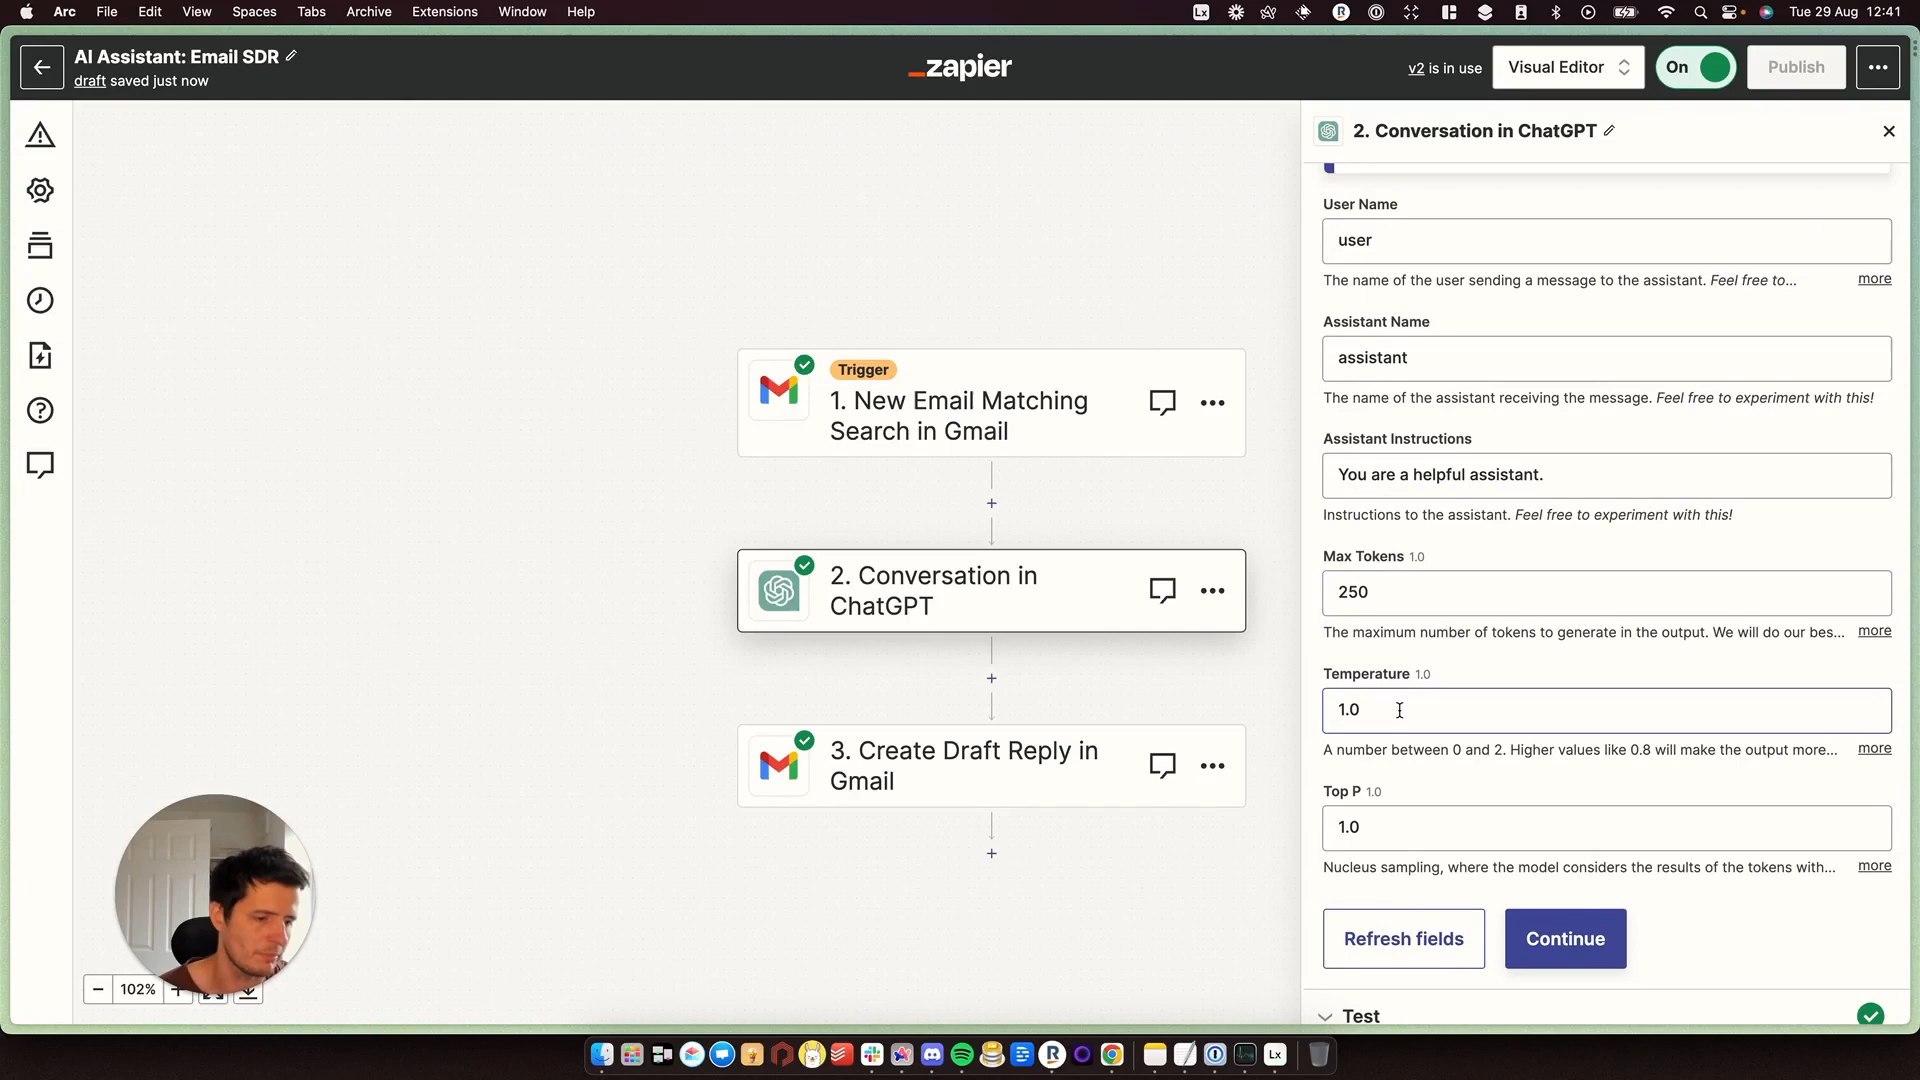 Arc File Edit View Spaces Tabs Archive Extensions Window Help
Lx
Tue 29 Aug 12:41
AI Assistant: Email SDR
draft saved just now
_zapier
v2 is in use
Visual Editor
On
Publish
2. Conversation in ChatGPT
User Name
user
The name of the user sending a message to the assistant. Feel free to...
more
Assistant Name
assistant
The name of the assistant receiving the message. Feel free to experiment with this!
Assistant Instructions
You are a helpful assistant.
Instructions to the assistant. Feel free to experiment with this!
Max Tokens 1.0
250
The maximum number of tokens to generate in the output. We will do our bes...
more
Temperature 1.0
1.0
A number between 0 and 2. Higher values like 0.8 will make the output more...
more
Top P 1.0
1.0
Nucleus sampling, where the model considers the results of the tokens with...
more
Refresh fields
Continue
Test
Trigger
1. New Email Matching
Search in Gmail
2. Conversation in
ChatGPT
3. Create Draft Reply in
Gmail
102%
Lx